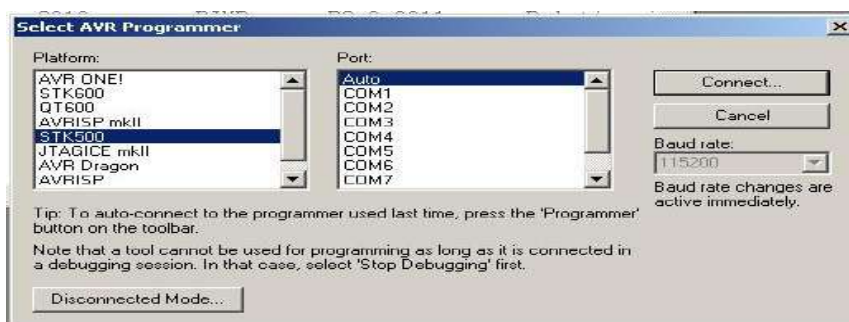 Select AVR Programmer
Platform:
AVR ONE!
STK600
QT600
AVRISP mkII
STK500
JTAGICE mkII
AVR Dragon
AVRISP
Port:
Auto
COM1
COM2
COM3
COM4
COM5
COM6
COM7
Connect...
Cancel
Baud rate:
115200
Baud rate changes are
active immediately.
Tip: To auto-connect to the programmer used last time, press the 'Programmer'
button on the toolbar.
Note that a tool cannot be used for programming as long as it is connected in
a debugging session. In that case, select 'Stop Debugging' first.
Disconnected Mode...